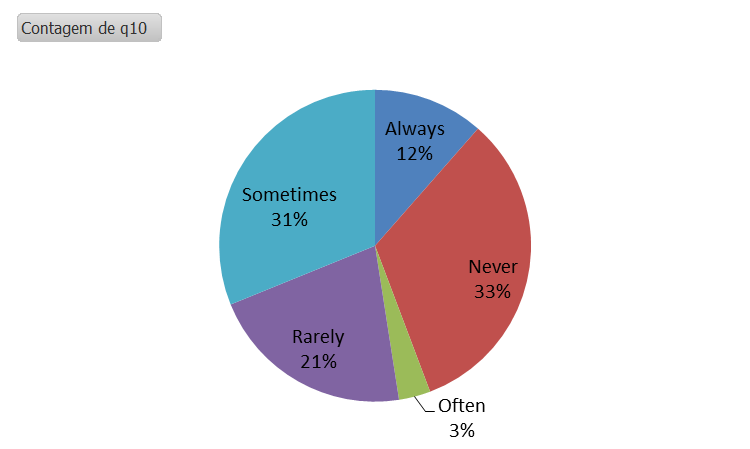 Contagem de q10
Always
12%
Sometimes
31%
Never
33%
Rarely
21%
Often
3%